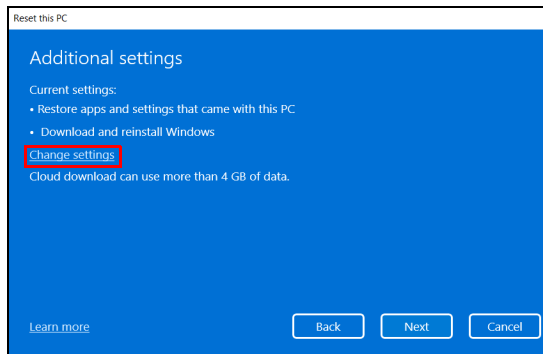 Reset this PC
Additional settings
Current settings:
• Restore apps and settings that came with this PC
• Download and reinstall Windows
Change settings
Cloud download can use more than 4 GB of data.
Learn more
Back
Next
Cancel